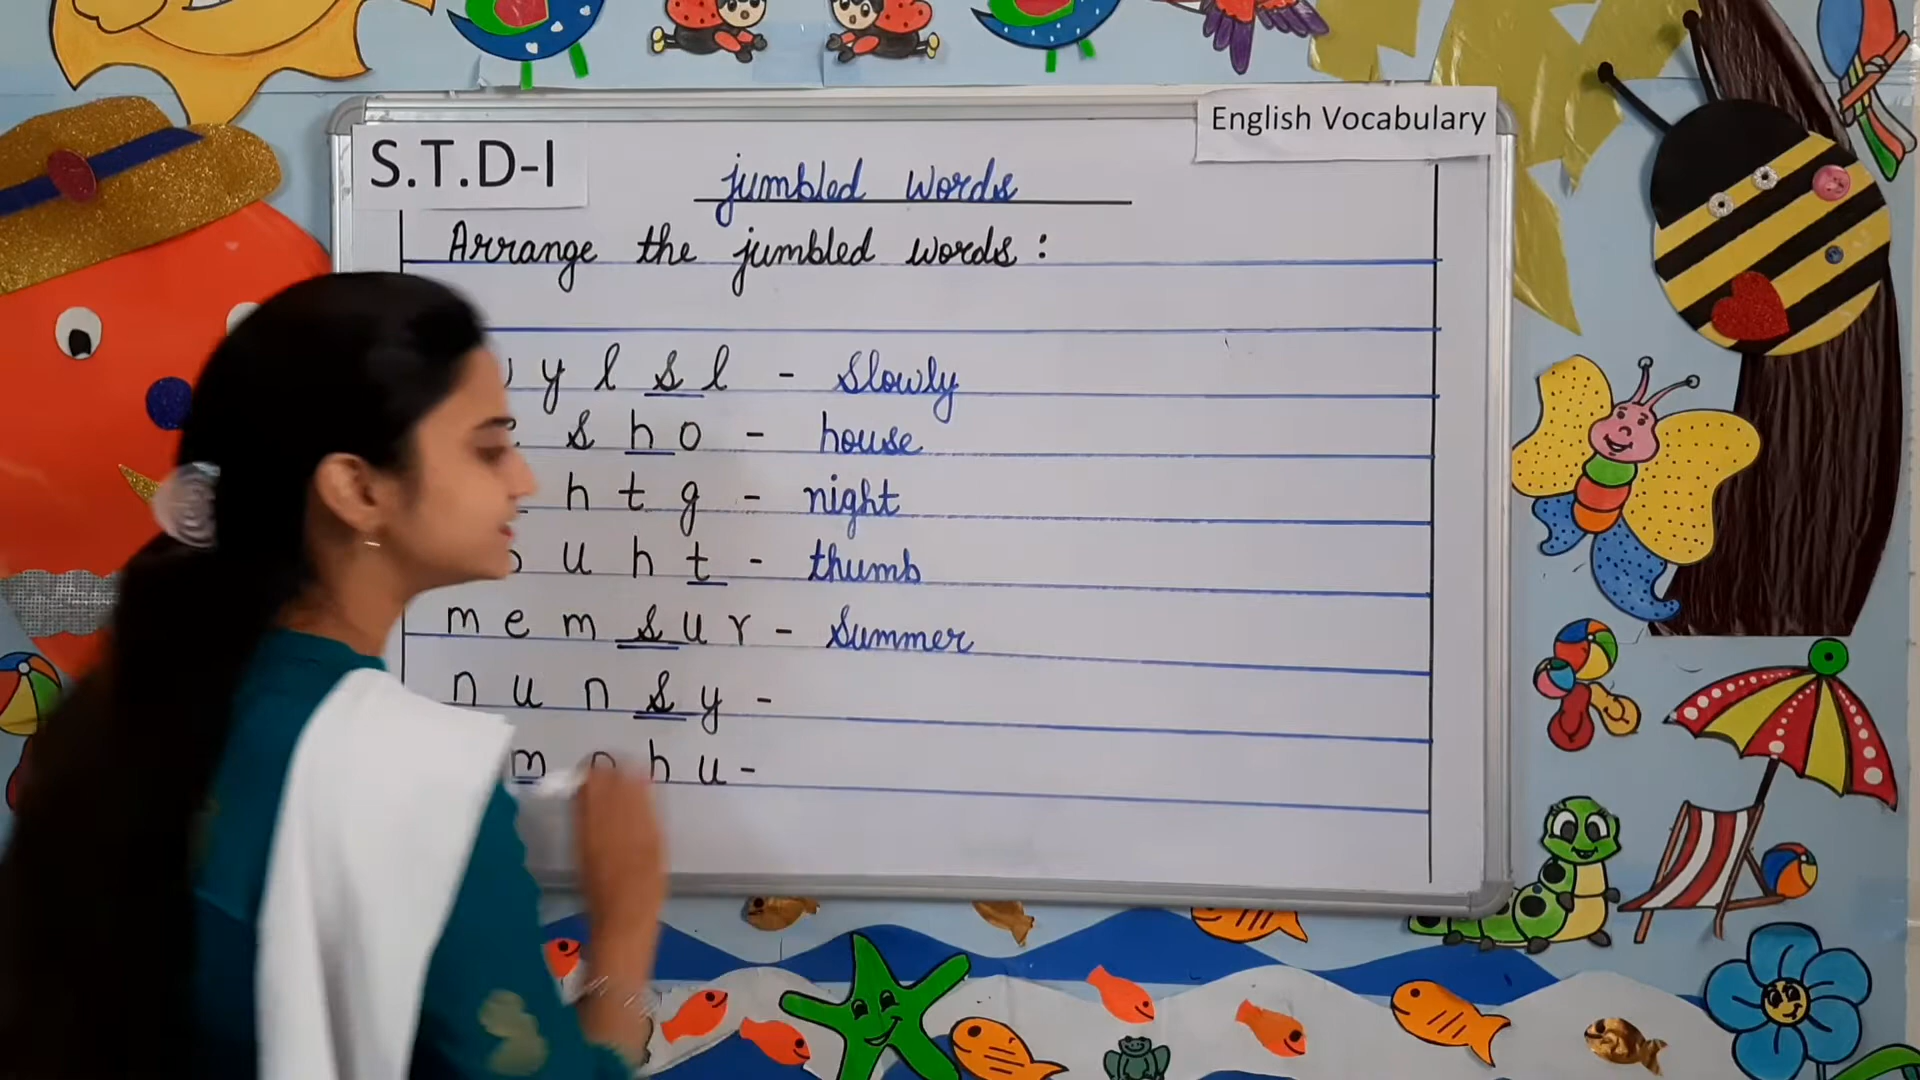 English Vocabulary
S.T.D-I
jumbled words
Arrange the jumbled words:
y l s l - slowly
s h o - house
h t g - night
u h t - thumb
m e m s u r - summer
n u n s y -
m h u -